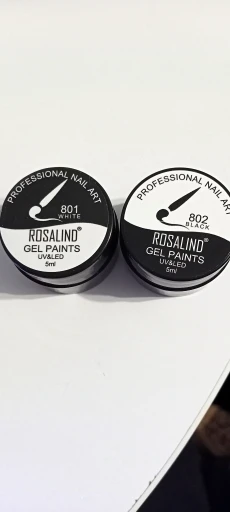 PROFESSIONAL NAIL ART
801
WHITE
ROSALIND®
GEL PAINTS
UV&LED
5ml
PROFESSIONAL NAIL ART
802
BLACK
ROSALIND®
GEL PAINTS
UV&LED
5ml